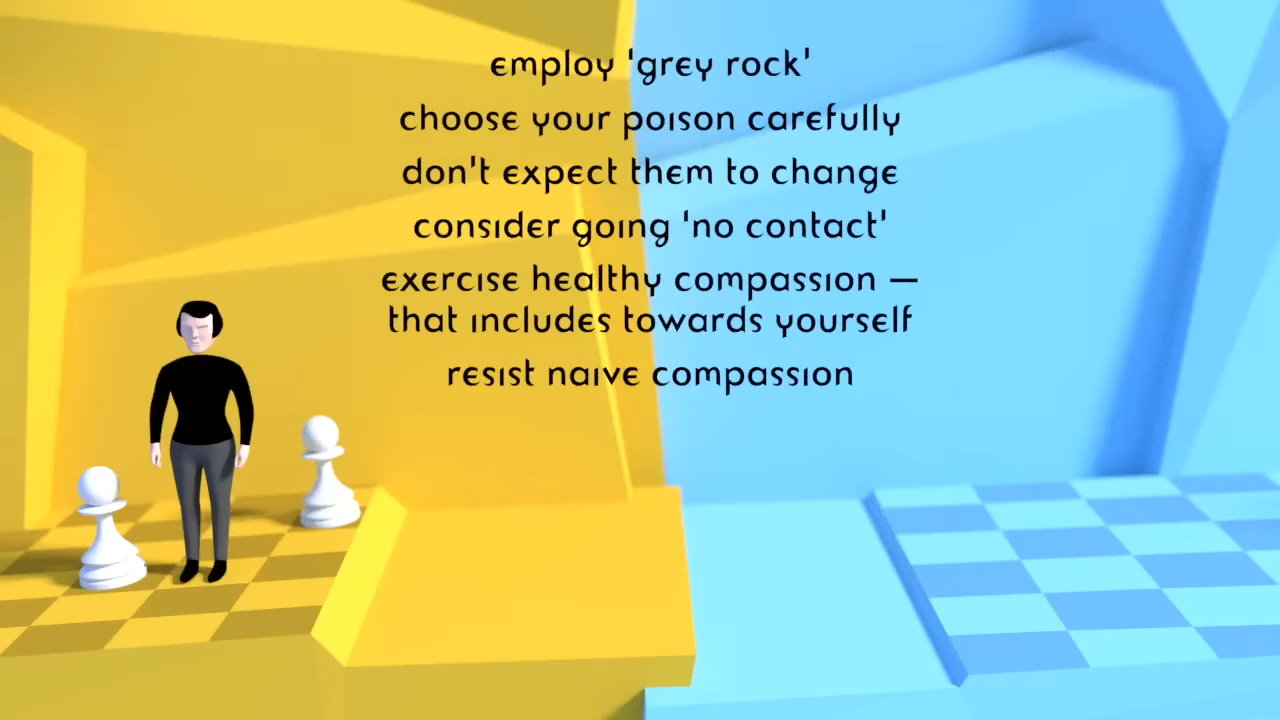 employ 'grey rock'
choose your poison carefully
don't expect them to change
consider going 'no contact'
exercise healthy compassion —
that includes towards yourself
resist naive compassion